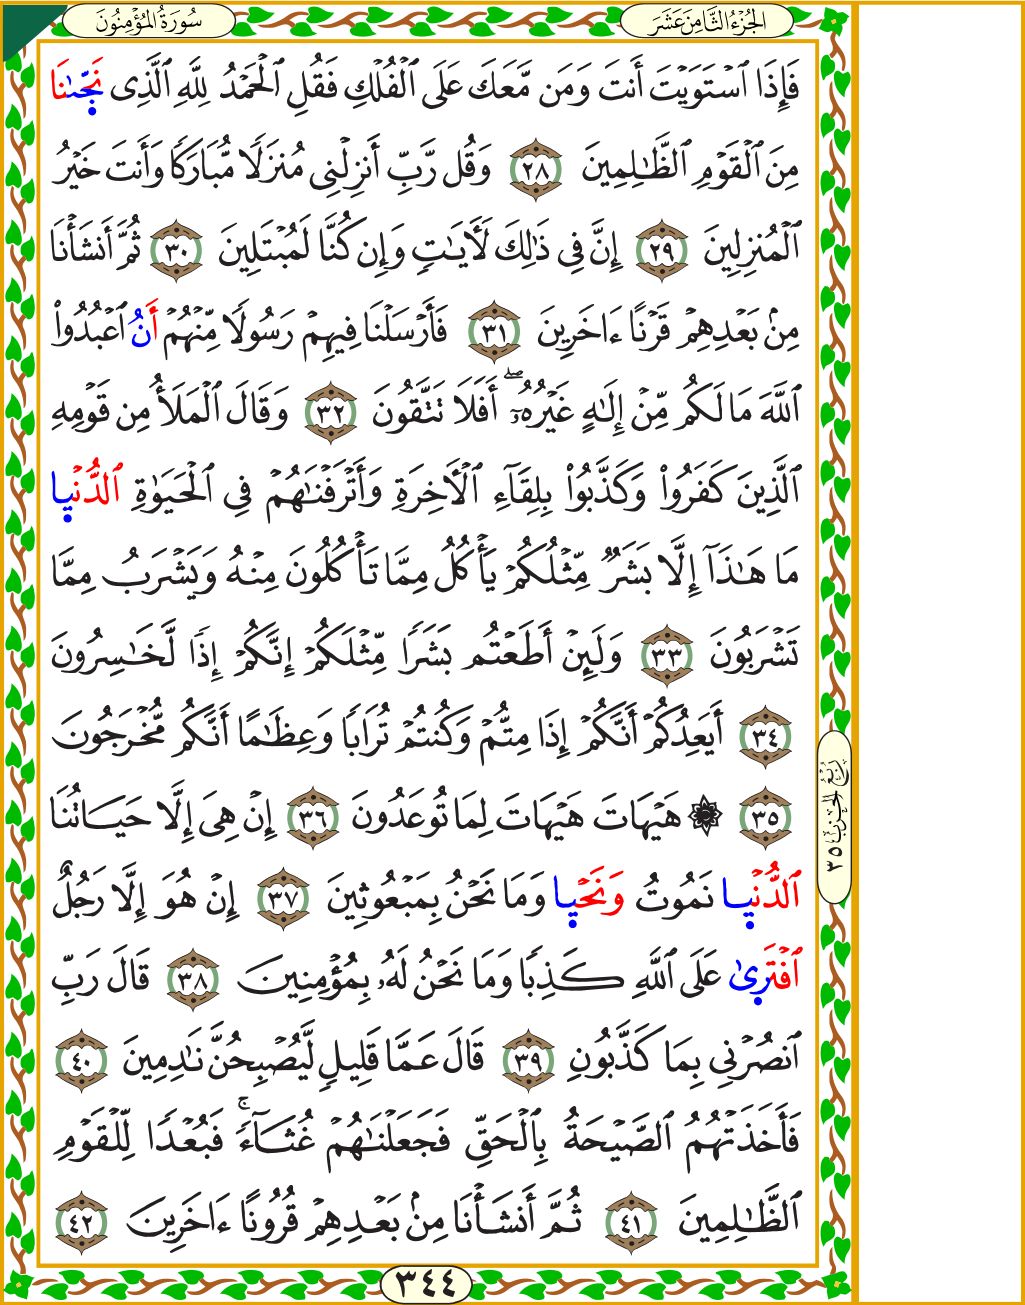 سُورَةُ المُؤْمِنُونَ
الجُزْءُ الثَّامِنَ عَشَرَ
فَإِذَا ٱسْتَوَيْتَ أَنتَ وَمَن مَّعَكَ عَلَى ٱلْفُلْكِ فَقُلِ ٱلْحَمْدُ لِلَّهِ ٱلَّذِى نَجَّىٰنَا
مِنَ ٱلْقَوْمِ ٱلظَّٰلِمِينَ ٢٨ وَقُل رَّبِّ أَنزِلْنِى مُنزَلًا مُّبَارَكًا وَأَنتَ خَيْرُ
ٱلْمُنزِلِينَ ٢٩ إِنَّ فِى ذَٰلِكَ لَءَايَٰتٍ وَإِن كُنَّا لَمُبْتَلِينَ ٣٠ ثُمَّ أَنشَأْنَا
مِنۢ بَعْدِهِمْ قَرْنًا ءَاخَرِينَ ٣١ فَأَرْسَلْنَا فِيهِمْ رَسُولًا مِّنْهُمْ أَنُ ٱعْبُدُوا۟
ٱللَّهَ مَا لَكُم مِّنْ إِلَٰهٍ غَيْرُهُۥٓ ۖ أَفَلَا تَتَّقُونَ ٣٢ وَقَالَ ٱلْمَلَأُ مِن قَوْمِهِ
ٱلَّذِينَ كَفَرُوا۟ وَكَذَّبُوا۟ بِلِقَآءِ ٱلْءَاخِرَةِ وَأَتْرَفْنَٰهُمْ فِى ٱلْحَيَوٰةِ ٱلدُّنْيَا
مَا هَٰذَآ إِلَّا بَشَرٌ مِّثْلُكُمْ يَأْكُلُ مِمَّا تَأْكُلُونَ مِنْهُ وَيَشْرَبُ مِمَّا
تَشْرَبُونَ ٣٣ وَلَئِنْ أَطَعْتُم بَشَرًا مِّثْلَكُمْ إِنَّكُمْ إِذًا لَّخَٰسِرُونَ
٣٤ أَيَعِدُكُمْ أَنَّكُمْ إِذَا مِتُّمْ وَكُنتُمْ تُرَابًا وَعِظَٰمًا أَنَّكُم مُّخْرَجُونَ
٣٥ ۞ هَيْهَاتَ هَيْهَاتَ لِمَا تُوعَدُونَ ٣٦ إِنْ هِىَ إِلَّا حَيَاتُنَا
ٱلدُّنْيَا نَمُوتُ وَنَحْيَا وَمَا نَحْنُ بِمَبْعُوثِينَ ٣٧ إِنْ هُوَ إِلَّا رَجُلٌ
ٱفْتَرَىٰ عَلَى ٱللَّهِ كَذِبًا وَمَا نَحْنُ لَهُۥ بِمُؤْمِنِينَ ٣٨ قَالَ رَبِّ
ٱنصُرْنِى بِمَا كَذَّبُونِ ٣٩ قَالَ عَمَّا قَلِيلٍ لَّيُصْبِحُنَّ نَٰدِمِينَ ٤٠
فَأَخَذَتْهُمُ ٱلصَّيْحَةُ بِٱلْحَقِّ فَجَعَلْنَٰهُمْ غُثَآءً ۚ فَبُعْدًا لِّلْقَوْمِ
ٱلظَّٰلِمِينَ ٤١ ثُمَّ أَنشَأْنَا مِنۢ بَعْدِهِمْ قُرُونًا ءَاخَرِينَ ٤٢
رُبْعُ الحِزْبِ ٣٥
٣٤٤